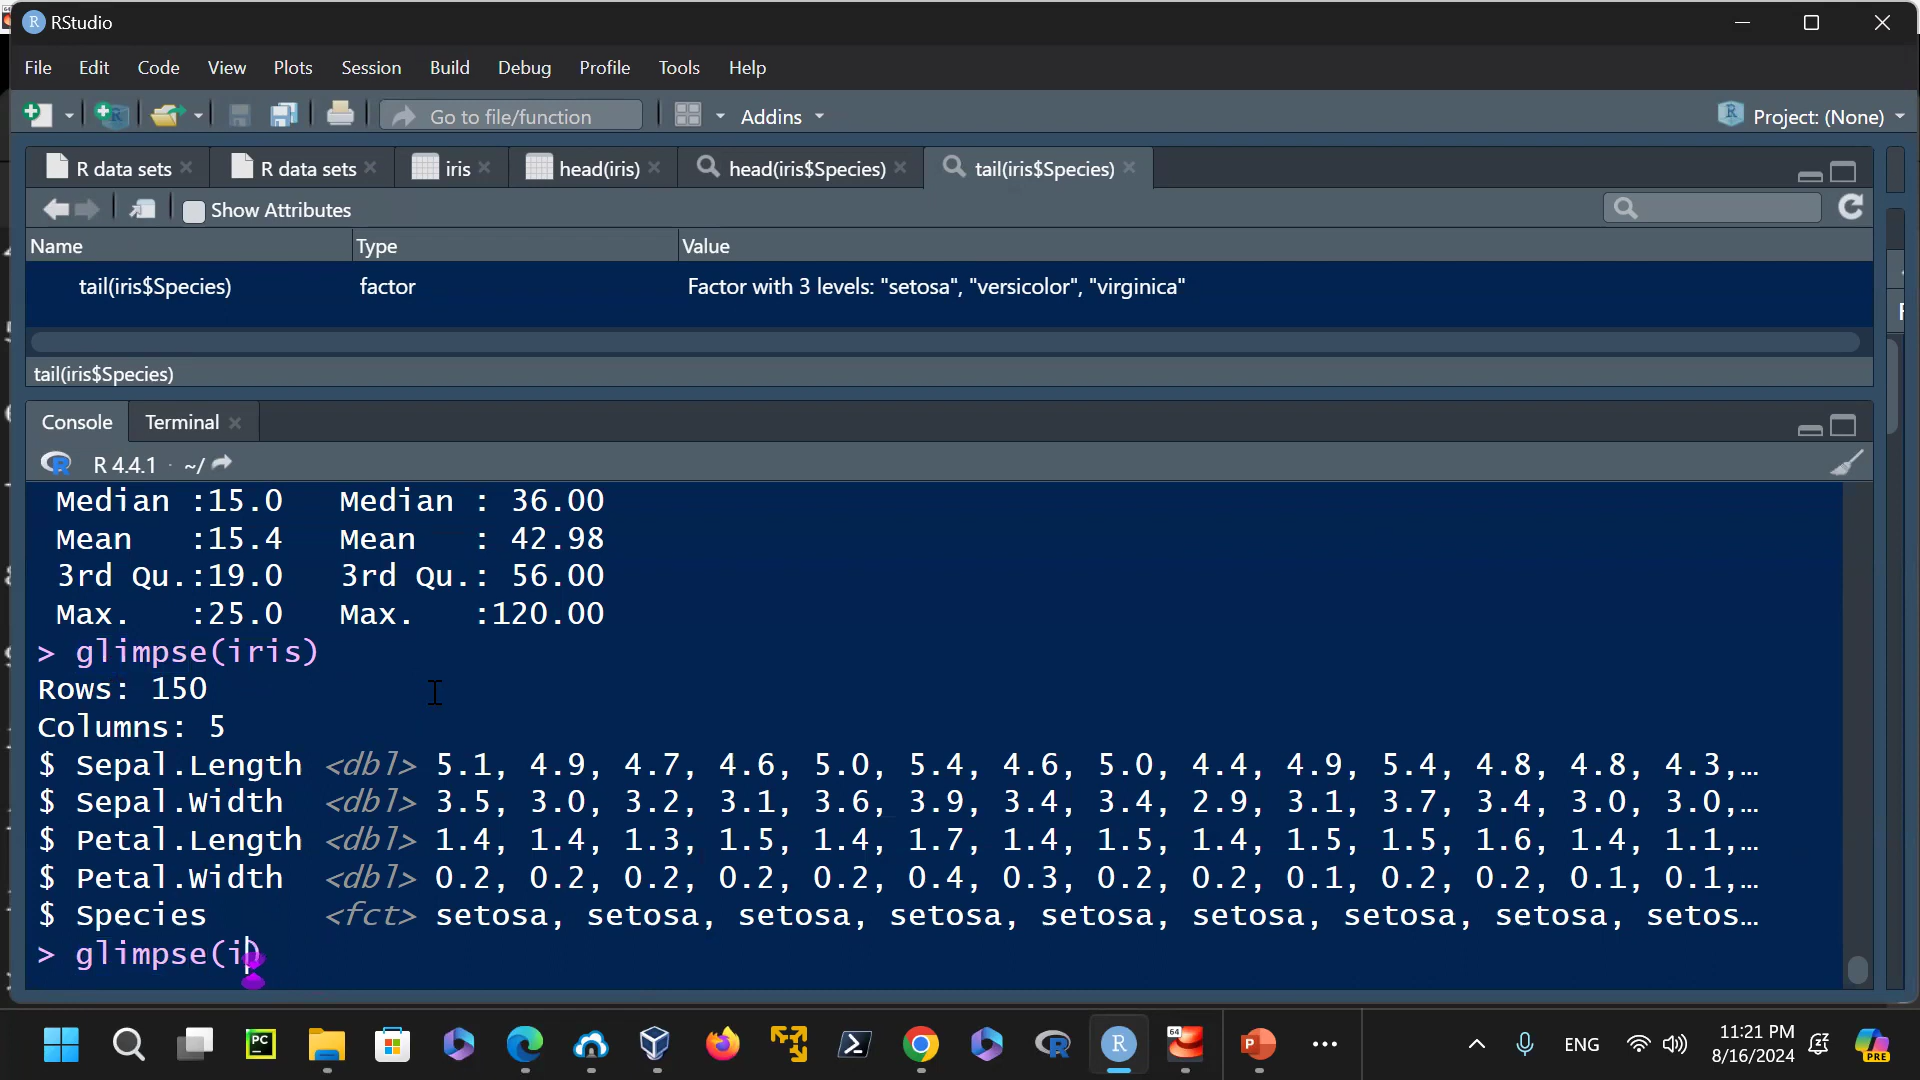 RStudio
File Edit Code View Plots Session Build Debug Profile Tools Help
Go to file/function Addins Project: (None)
R data sets R data sets iris head(iris) head(iris$Species) tail(iris$Species)
Show Attributes
Name Type Value
tail(iris$Species) factor Factor with 3 levels: "setosa", "versicolor", "virginica"
tail(iris$Species)
Console Terminal
R 4.4.1 · ~/
Median :15.0 Median : 36.00
Mean :15.4 Mean : 42.98
3rd Qu.:19.0 3rd Qu.: 56.00
Max. :25.0 Max. :120.00
> glimpse(iris)
Rows: 150
Columns: 5
$ Sepal.Length <dbl> 5.1, 4.9, 4.7, 4.6, 5.0, 5.4, 4.6, 5.0, 4.4, 4.9, 5.4, 4.8, 4.8, 4.3,…
$ Sepal.Width <dbl> 3.5, 3.0, 3.2, 3.1, 3.6, 3.9, 3.4, 3.4, 2.9, 3.1, 3.7, 3.4, 3.0, 3.0,…
$ Petal.Length <dbl> 1.4, 1.4, 1.3, 1.5, 1.4, 1.7, 1.4, 1.5, 1.4, 1.5, 1.5, 1.6, 1.4, 1.1,…
$ Petal.Width <dbl> 0.2, 0.2, 0.2, 0.2, 0.2, 0.4, 0.3, 0.2, 0.2, 0.1, 0.2, 0.2, 0.1, 0.1,…
$ Species <fct> setosa, setosa, setosa, setosa, setosa, setosa, setosa, setosa, setos…
> glimpse(i)
ENG 11:21 PM
8/16/2024